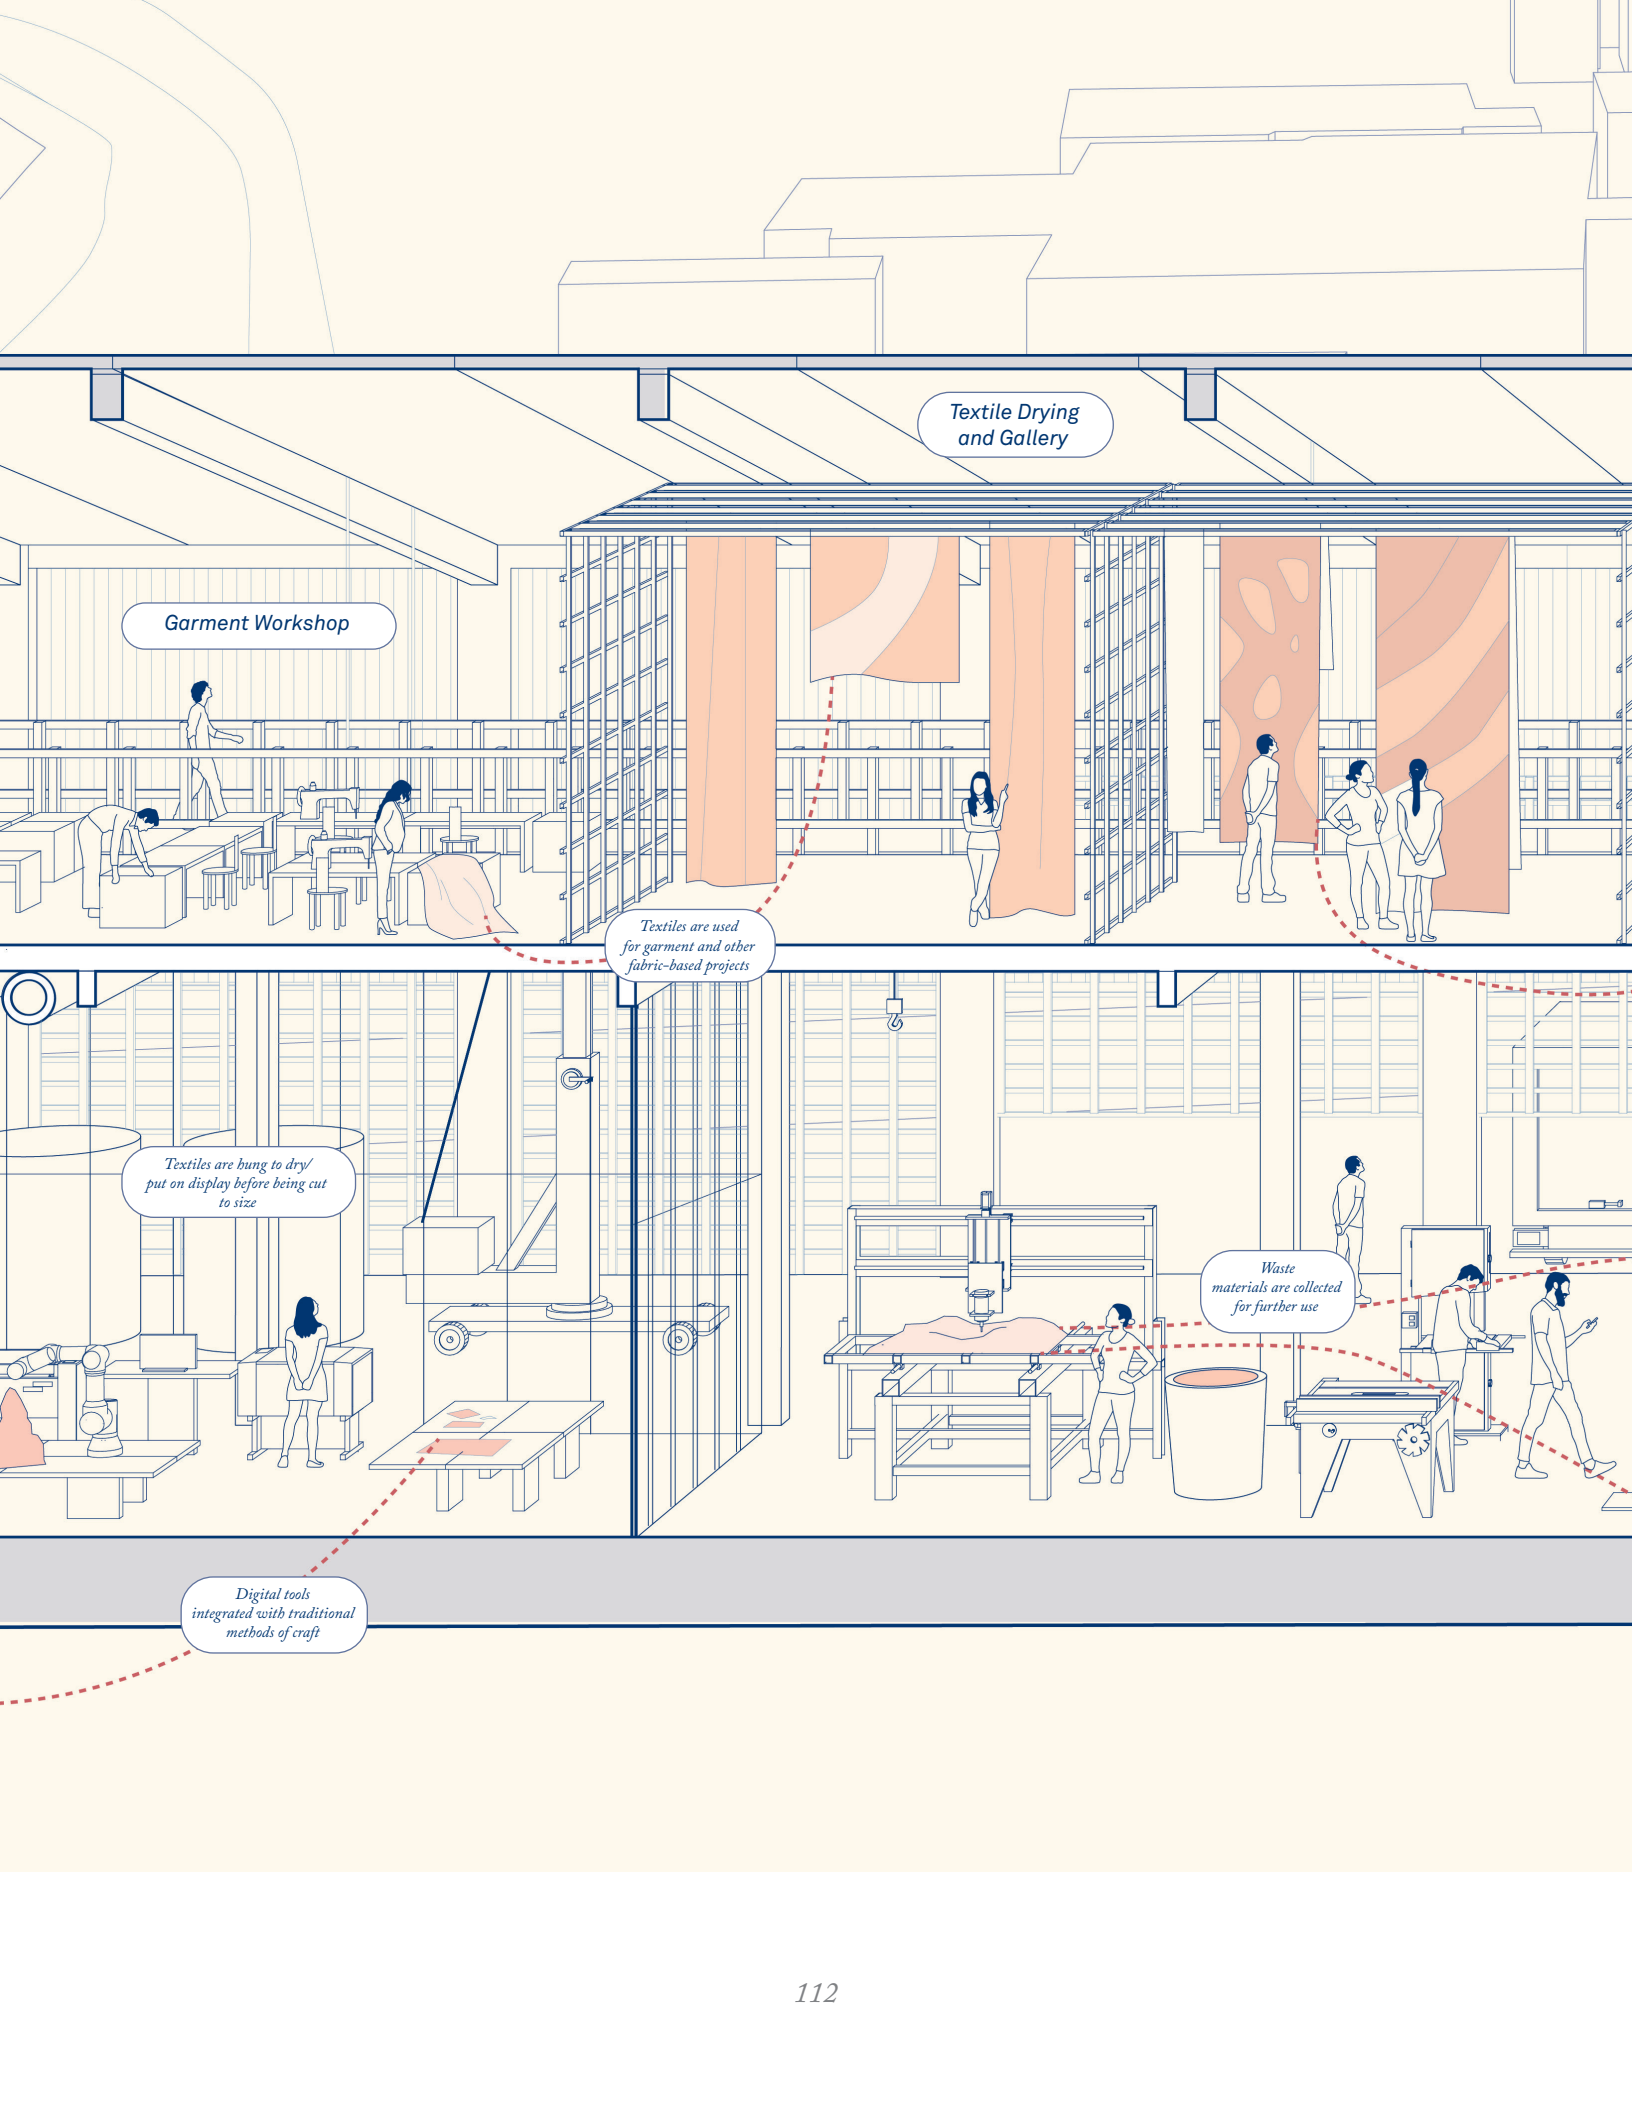 Textile Drying
and Gallery
Garment Workshop
Textiles are used
for garment and other
fabric-based projects
Textiles are hung to dry/
put on display before being cut
to size
Waste
materials are collected
for further use
Digital tools
integrated with traditional
methods of craft
112